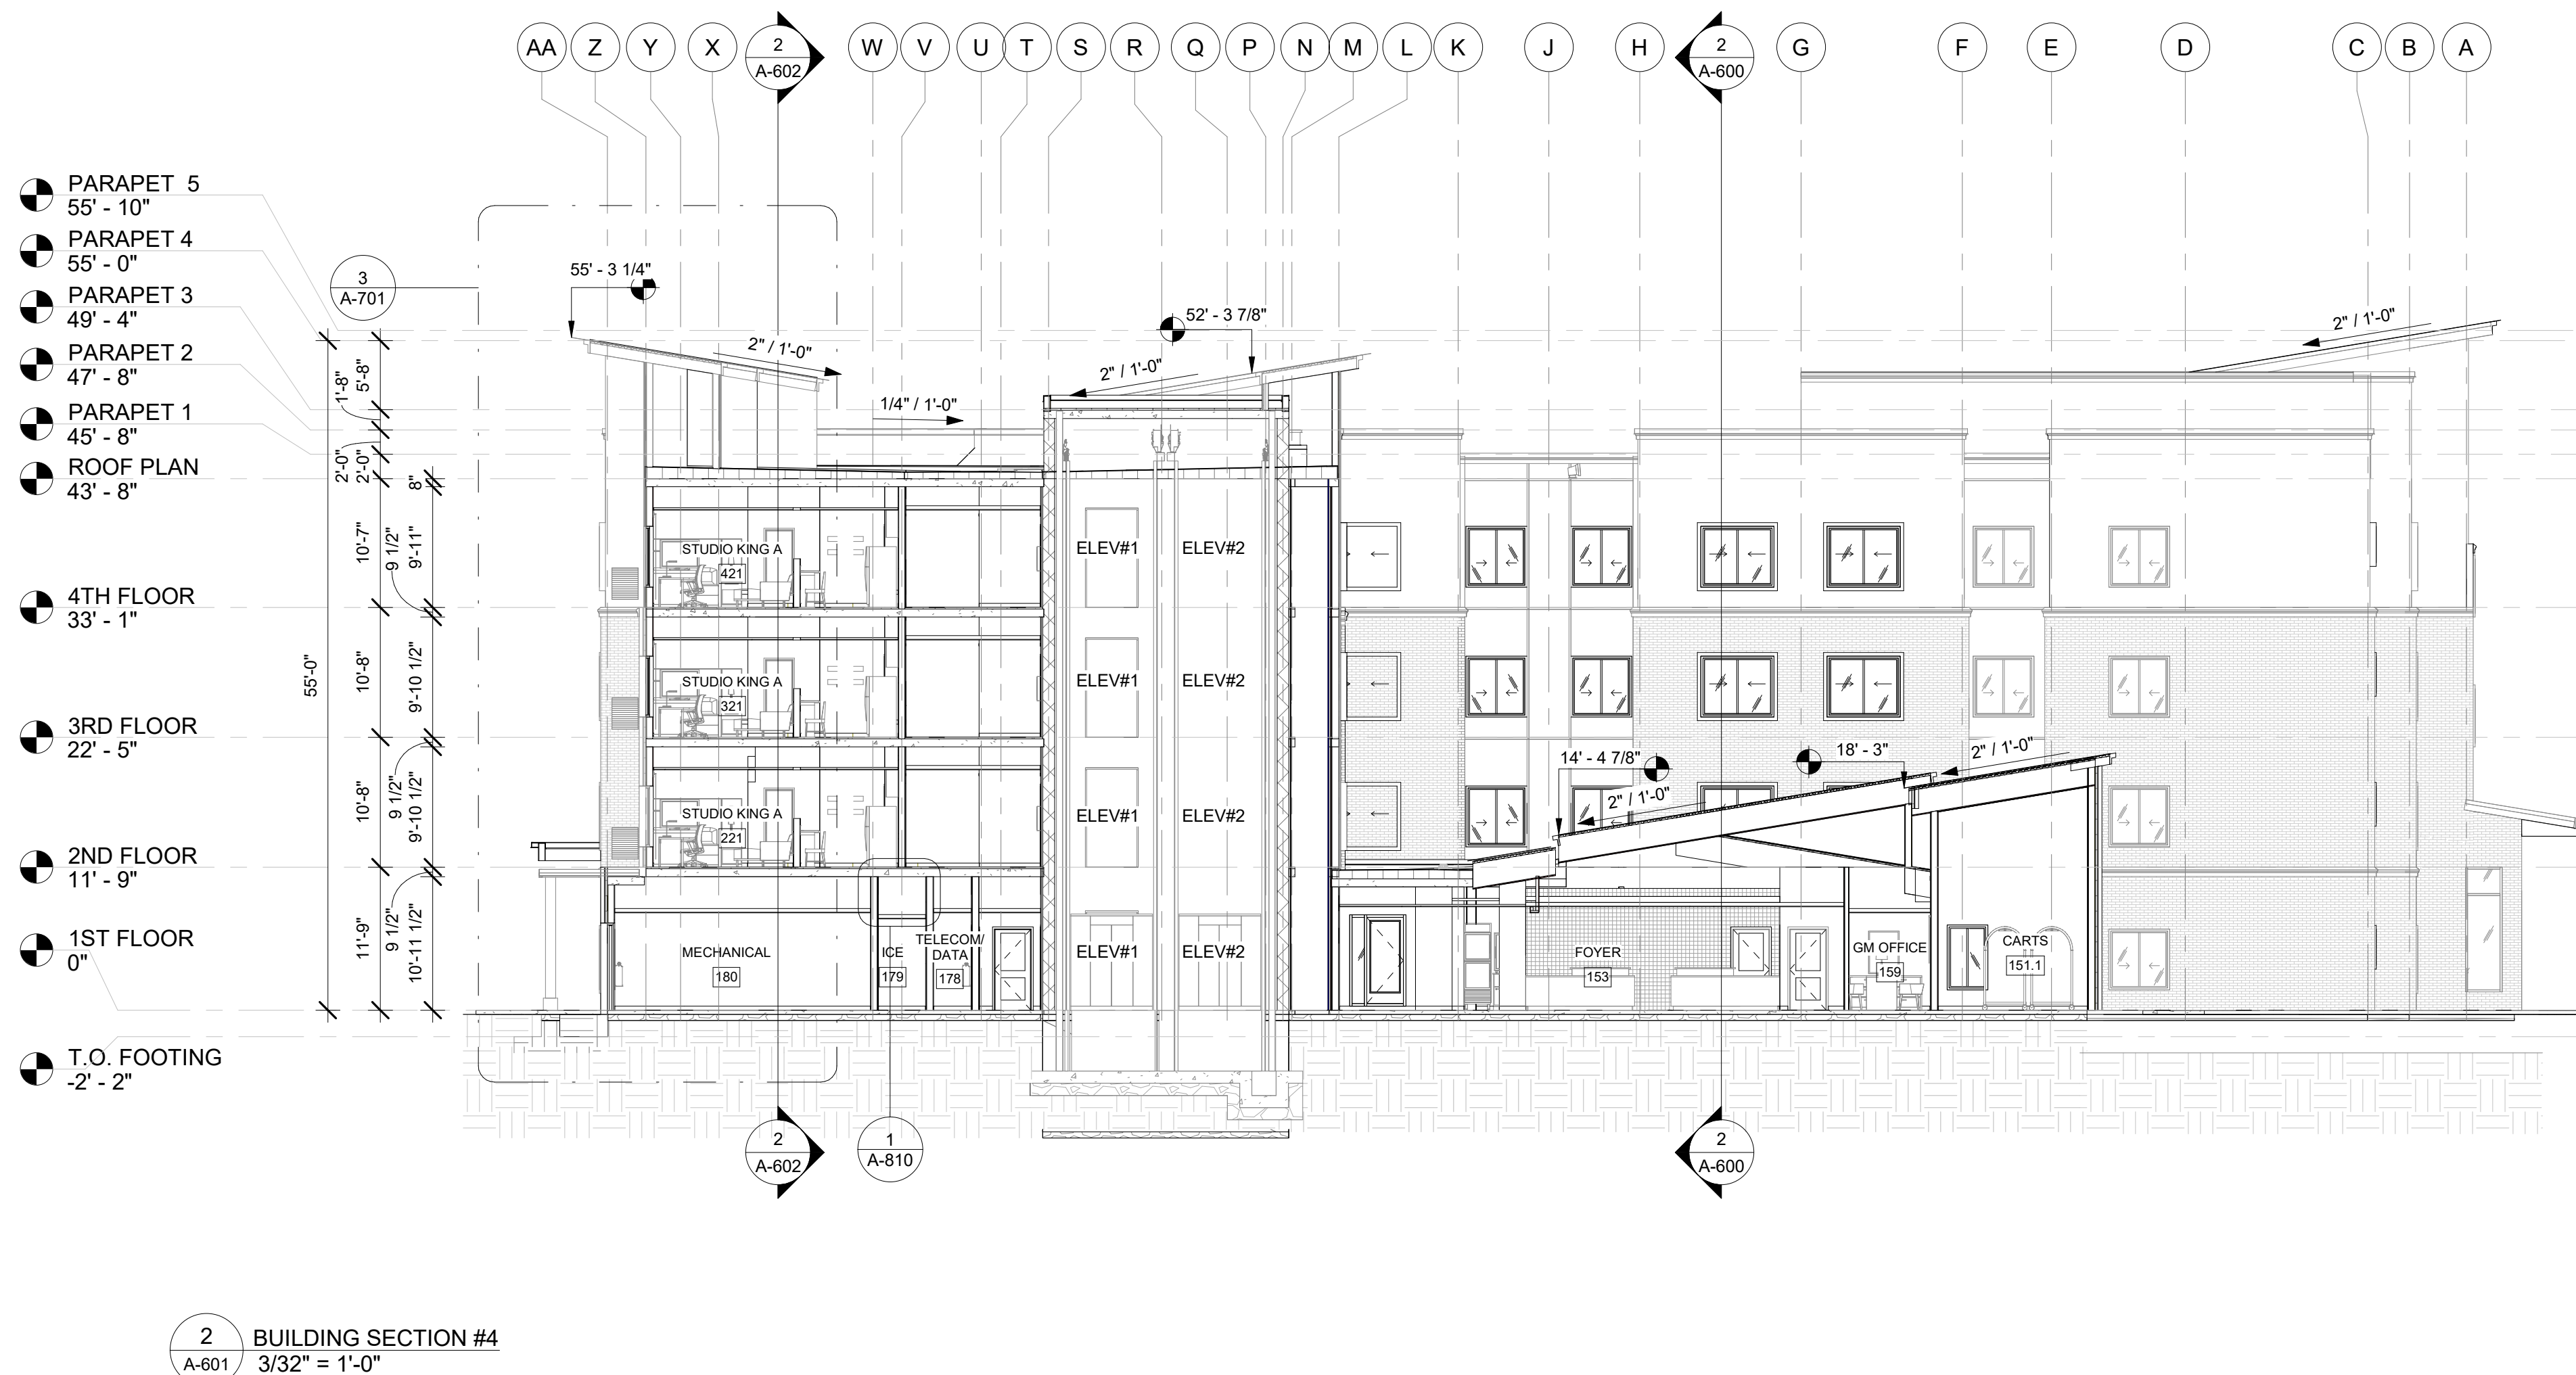 AA Z Y X W V U T S R Q P N M L K J H G F E D C B A
2
A-602
2
A-600
PARAPET 5
55' - 10"
PARAPET 4
55' - 0"
PARAPET 3
49' - 4"
PARAPET 2
47' - 8"
PARAPET 1
45' - 8"
ROOF PLAN
43' - 8"
4TH FLOOR
33' - 1"
3RD FLOOR
22' - 5"
2ND FLOOR
11' - 9"
1ST FLOOR
0"
T.O. FOOTING
-2' - 2"
3
A-701
55'-0"
1'-8"
5'-8"
2'-0"
2'-0"
8"
10'-7"
9 1/2"
9'-11"
10'-8"
9'-10 1/2"
10'-8"
9 1/2"
9'-10 1/2"
11'-9"
9 1/2"
10'-11 1/2"
55' - 3 1/4"
2" / 1'-0"
1/4" / 1'-0"
2" / 1'-0"
52' - 3 7/8"
2" / 1'-0"
STUDIO KING A
421
ELEV#1
ELEV#2
STUDIO KING A
321
ELEV#1
ELEV#2
STUDIO KING A
221
ELEV#1
ELEV#2
14' - 4 7/8"
18' - 3"
2" / 1'-0"
2" / 1'-0"
MECHANICAL
180
ICE
179
TELECOM/
DATA
178
ELEV#1
ELEV#2
FOYER
153
GM OFFICE
159
CARTS
151.1
2
A-602
1
A-810
2
A-600
2
A-601
BUILDING SECTION #4
3/32" = 1'-0"